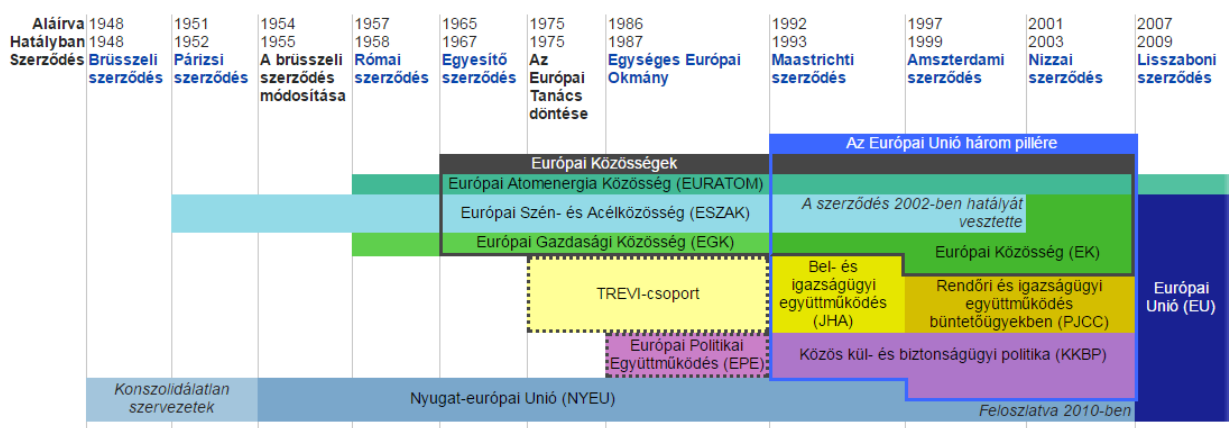 Aláírva 1948 1951 1954 1957 1965 1975 1986 1992 1997 2001 2007
Hatályban 1948 1952 1955 1958 1967 1975 1987 1993 1999 2003 2009
Szerződés Brüsszeli Párizsi A brüsszeli Római Egyesítő Az Egységes Európai Maastrichti Amszterdami Nizzai Lisszaboni
szerződés szerződés szerződés szerződés szerződés Európai Okmány szerződés szerződés szerződés szerződés
módosítása Tanács
döntése
Az Európai Unió három pillére
Európai Közösségek
Európai Atomenergia Közösség (EURATOM)
Európai Szén- és Acélközösség (ESZAK)
A szerződés 2002-ben hatályát
vesztette
Európai Gazdasági Közösség (EGK)
Európai Közösség (EK)
TREVI-csoport
Bel- és
igazságügyi
együttműködés
(JHA)
Rendőri és igazságügyi
együttműködés
büntetőügyekben (PJCC)
Európai
Unió (EU)
Európai Politikai
Együttműködés (EPE)
Közös kül- és biztonságügyi politika (KKBP)
Konszolidálatlan
szervezetek
Nyugat-európai Unió (NYEU)
Feloszlatva 2010-ben